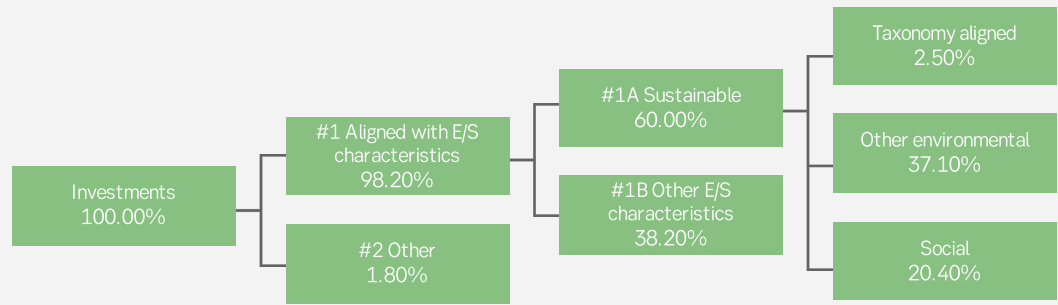 Investments
100.00%
#1 Aligned with E/S
characteristics
98.20%
#2 Other
1.80%
#1A Sustainable
60.00%
#1B Other E/S
characteristics
38.20%
Taxonomy aligned
2.50%
Other environmental
37.10%
Social
20.40%